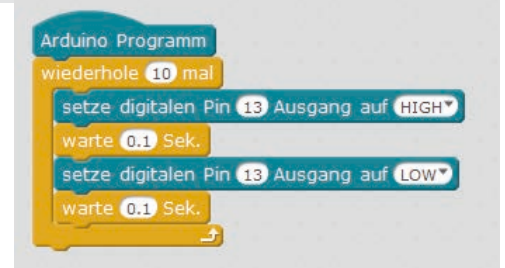 Arduino Programm
wiederhole 10 mal
setze digitalen Pin 13 Ausgang auf HIGH
warte 0.1 Sek.
setze digitalen Pin 13 Ausgang auf LOW
warte 0.1 Sek.